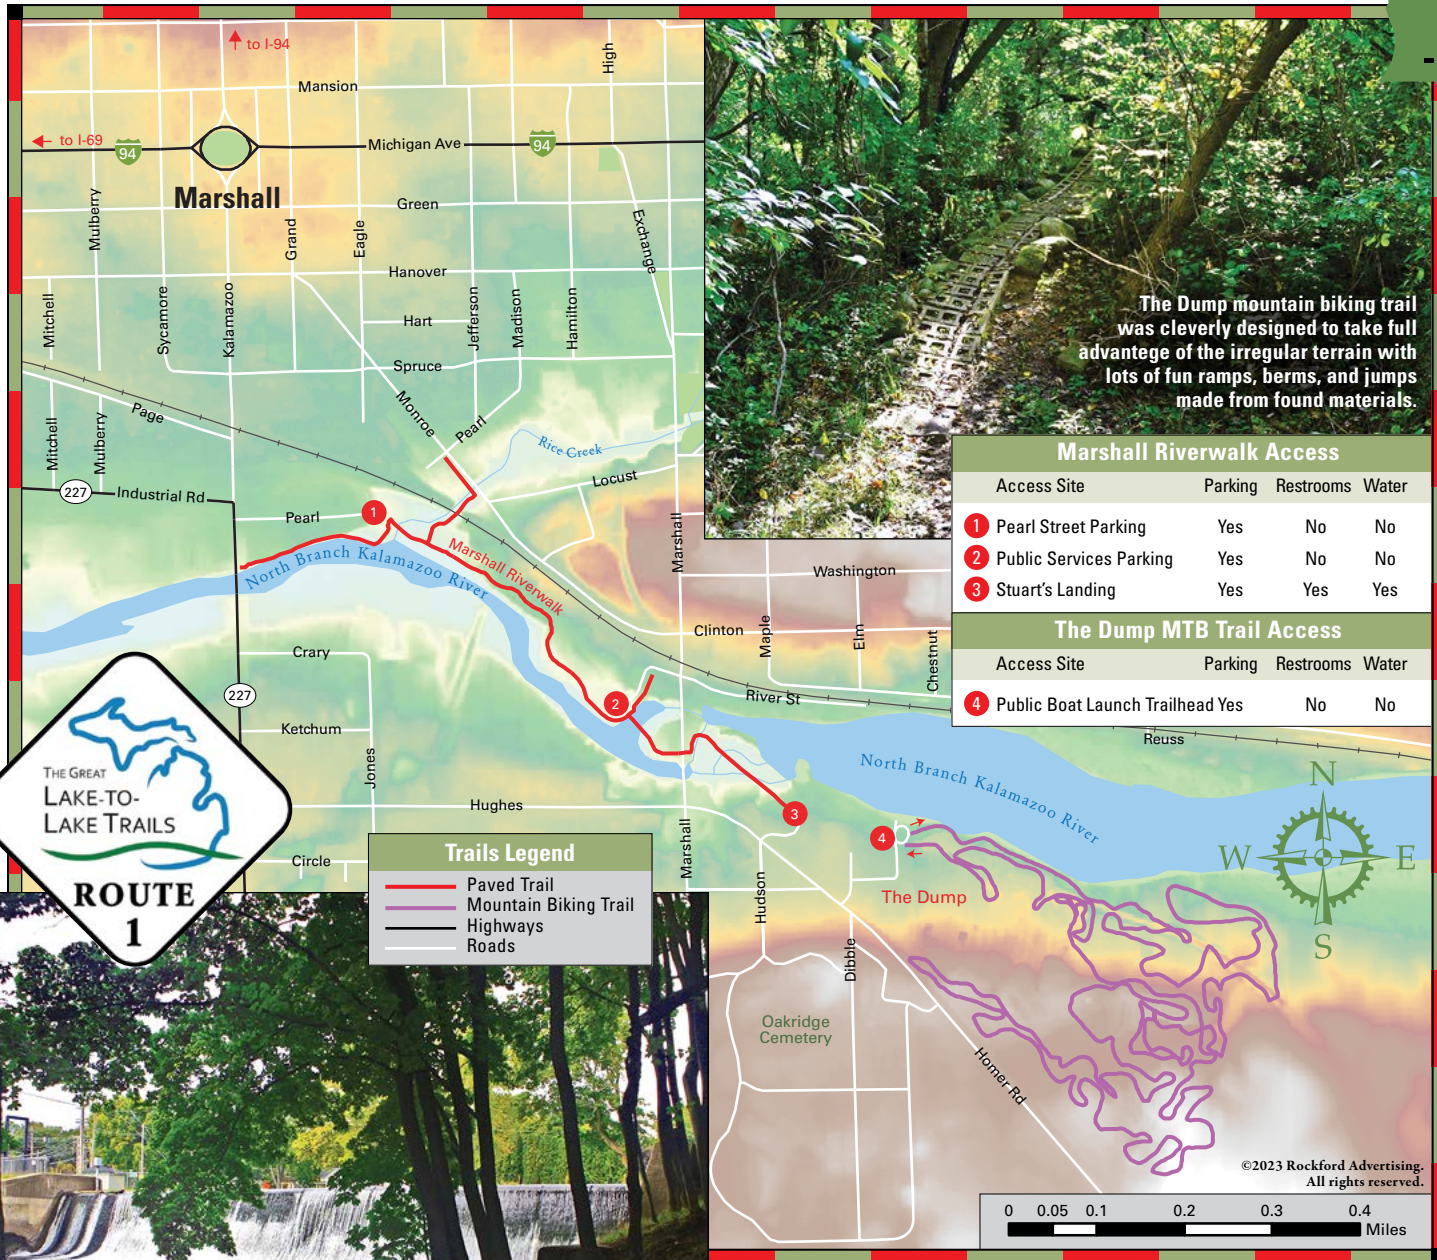 to I-94
High
Mansion
to I-69
94
Michigan Ave
94
Marshall
Mulberry
Green
Grand
Eagle
Exchange
Hanover
Mitchell
Sycamore
Kalamazoo
Hart
Jefferson
Madison
Hamilton
Spruce
Monroe
Pearl
Page
Mitchell
Mulberry
Rice Creek
Locust
227
Industrial Rd
Pearl
1
Marshall Riverwalk
North Branch Kalamazoo River
Marshall
Washington
Clinton
Maple
Elm
Chestnut
Crary
227
2
River St
Ketchum
Jones
Reuss
North Branch Kalamazoo River
Hughes
3
4
Circle
Marshall
Hudson
The Dump
Dibble
Oakridge
Cemetery
Homer Rd
The Dump mountain biking trail
was cleverly designed to take full
advantege of the irregular terrain with
lots of fun ramps, berms, and jumps
made from found materials.
Marshall Riverwalk Access
Access Site Parking Restrooms Water
1 Pearl Street Parking Yes No No
2 Public Services Parking Yes No No
3 Stuart's Landing Yes Yes Yes
The Dump MTB Trail Access
Access Site Parking Restrooms Water
4 Public Boat Launch Trailhead Yes No No
N
W E
S
THE GREAT
LAKE-TO-
LAKE TRAILS
ROUTE
1
Trails Legend
Paved Trail
Mountain Biking Trail
Highways
Roads
©2023 Rockford Advertising.
All rights reserved.
0 0.05 0.1 0.2 0.3 0.4
Miles